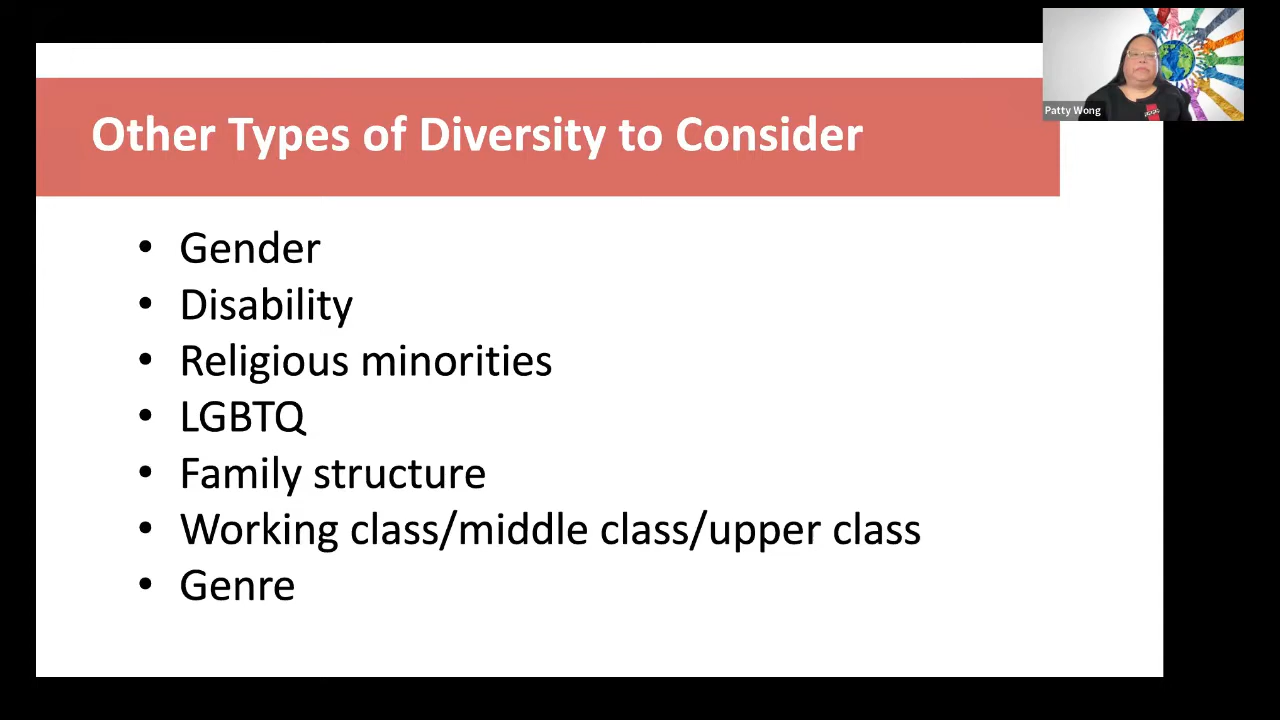 Other Types of Diversity to Consider
Patty Wong
• Gender
• Disability
• Religious minorities
• LGBTQ
• Family structure
• Working class/middle class/upper class
• Genre